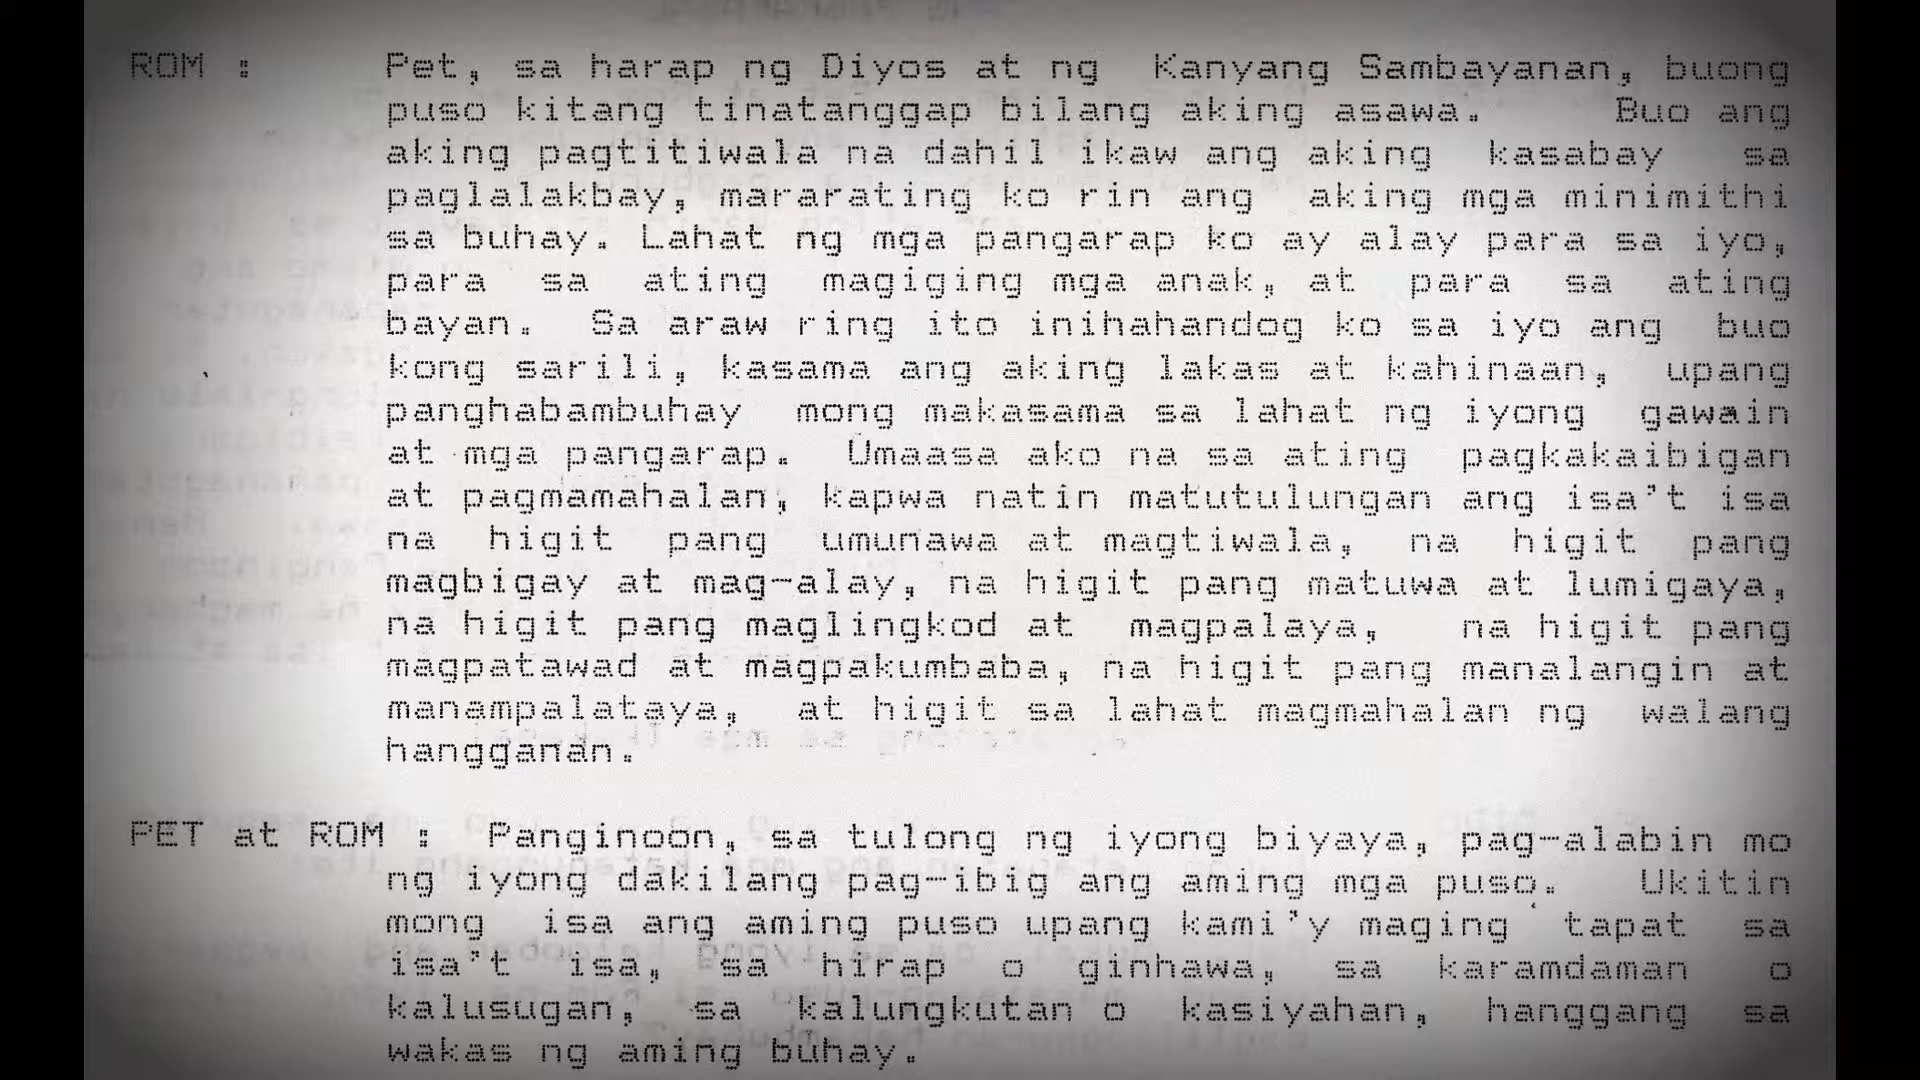 ROM : Pet, sa harap ng Diyos at ng Kanyang Sambayanan, buong
puso kitang tinatanggap bilang aking asawa. Buo ang
aking pagtitiwala na dahil ikaw ang aking kasabay sa
paglalakbay, mararating ko rin ang aking mga minimithi
sa buhay. Lahat ng mga pangarap ko ay alay para sa iyo,
para sa ating magiging mga anak, at para sa ating
bayan. Sa araw ring ito inihahandog ko sa iyo ang buo
kong sarili, kasama ang aking lakas at kahinaan, upang
panghabambuhay mong makasama sa lahat ng iyong gawain
at mga pangarap. Umaasa ako na sa ating pagkakaibigan
at pagmamahalan, kapwa natin matutulungan ang isa't isa
na higit pang umunawa at magtiwala, na higit pang
magbigay at mag-alay, na higit pang matuwa at lumigaya,
na higit pang maglingkod at magpalaya, na higit pang
magpatawad at magpakumbaba, na higit pang manalangin at
manampalataya, at higit sa lahat magmahalan ng walang
hangganan.
PET at ROM : Panginoon, sa tulong ng iyong biyaya, pag-alabin mo
ng iyong dakilang pag-ibig ang aming mga puso. Ukitin
mong isa ang aming puso upang kami'y maging tapat sa
isa't isa, sa hirap o ginhawa, sa karamdaman o
kalusugan, sa kalungkutan o kasiyahan, hanggang sa
wakas ng aming buhay.